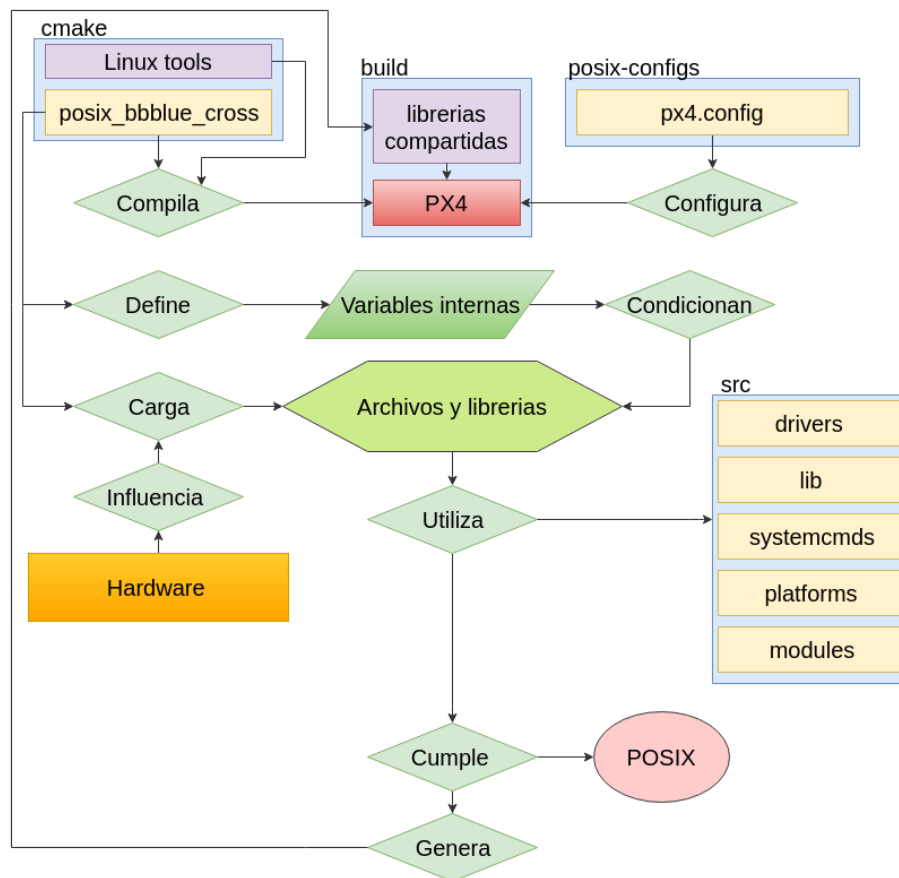 cmake
Linux tools
posix_bbblue_cross
build
librerias
compartidas
PX4
posix-configs
px4.config
Compila
Configura
Define
Variables internas
Condicionan
Carga
Archivos y librerias
src
drivers
lib
systemcmds
platforms
modules
Influencia
Utiliza
Hardware
Cumple
POSIX
Genera